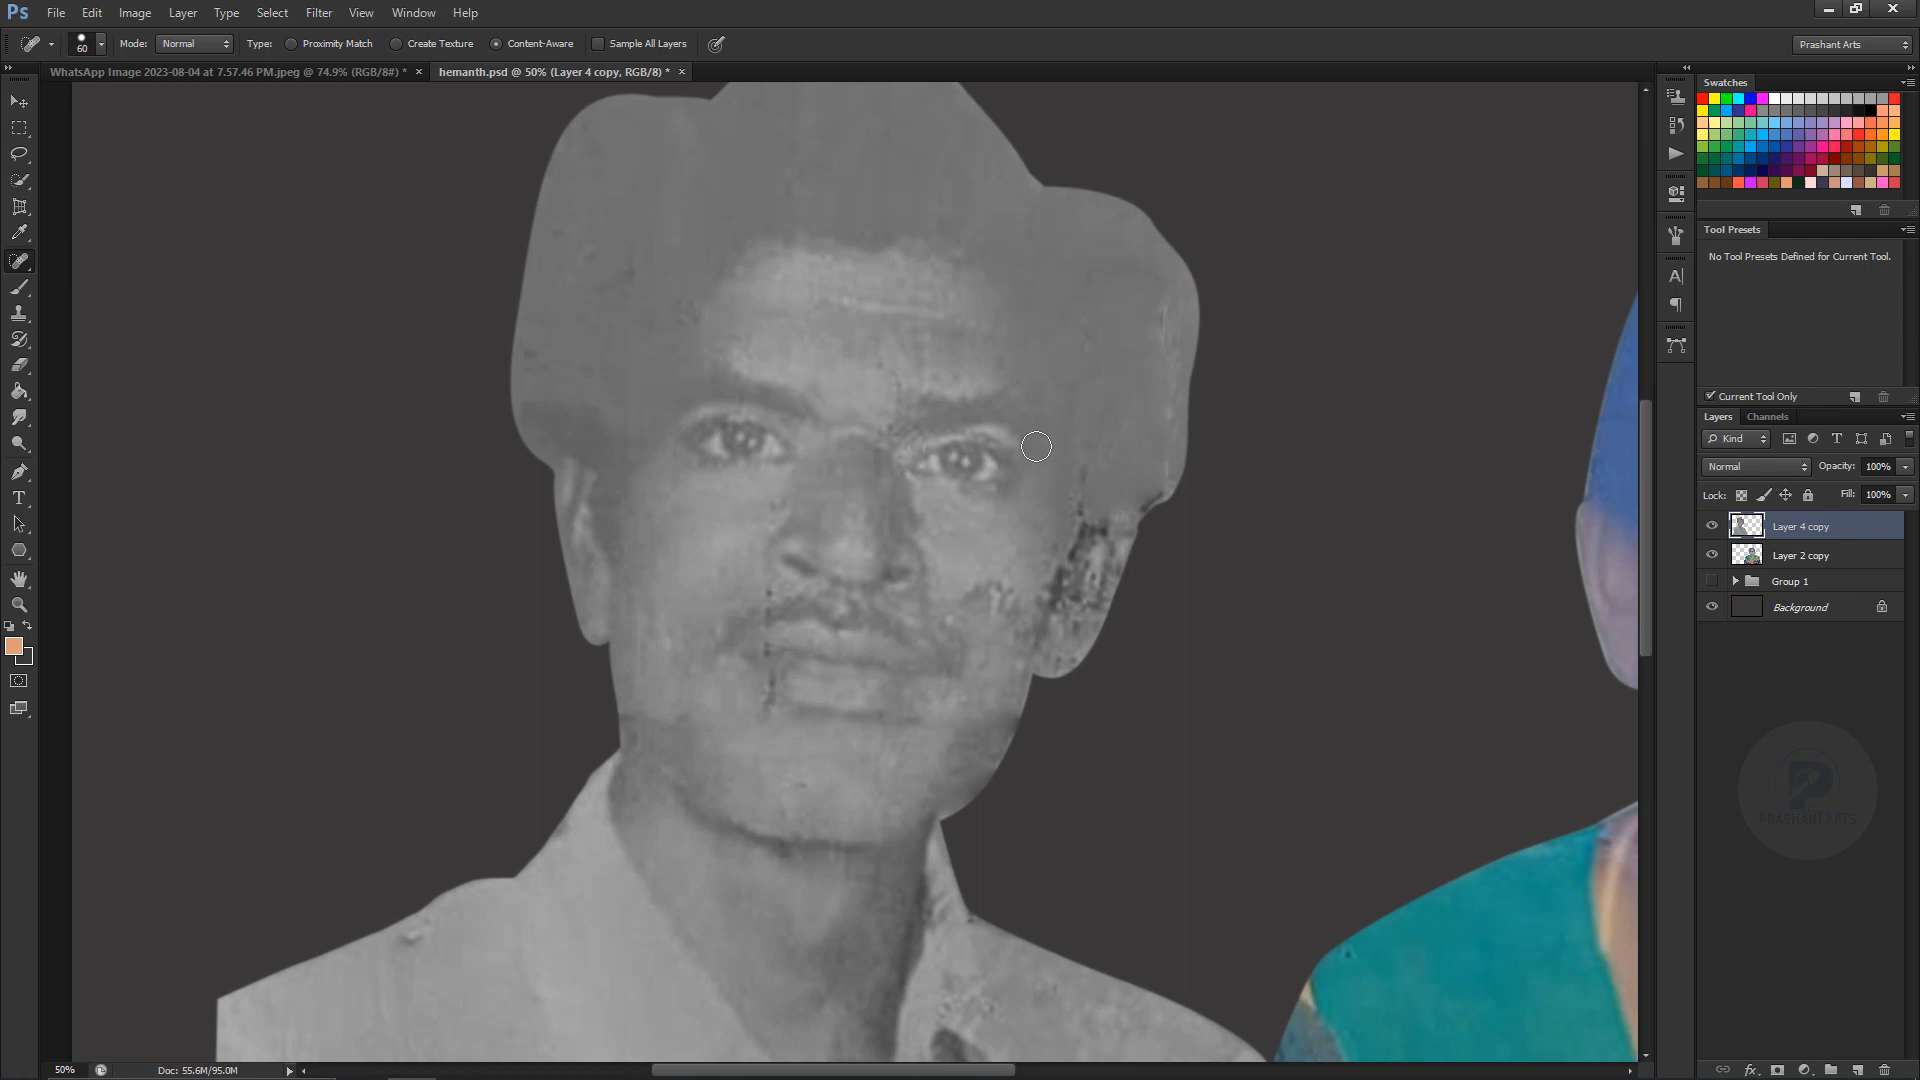 Ps File Edit Image Layer Type Select Filter View Window Help
60 Mode: Normal Type: Proximity Match Create Texture Content-Aware Sample All Layers Prashant Arts
WhatsApp Image 2023-08-04 at 7.57.46 PM.jpeg @ 74.9% (RGB/8#) * × hemanth.psd @ 50% (Layer 4 copy, RGB/8) * ×
Swatches
Tool Presets
No Tool Presets Defined for Current Tool.
Current Tool Only
Layers Channels
Kind
Normal Opacity: 100%
Lock: Fill: 100%
Layer 4 copy
Layer 2 copy
Group 1
Background
PRASHANT ARTS
50% Doc: 55.6M/95.0M